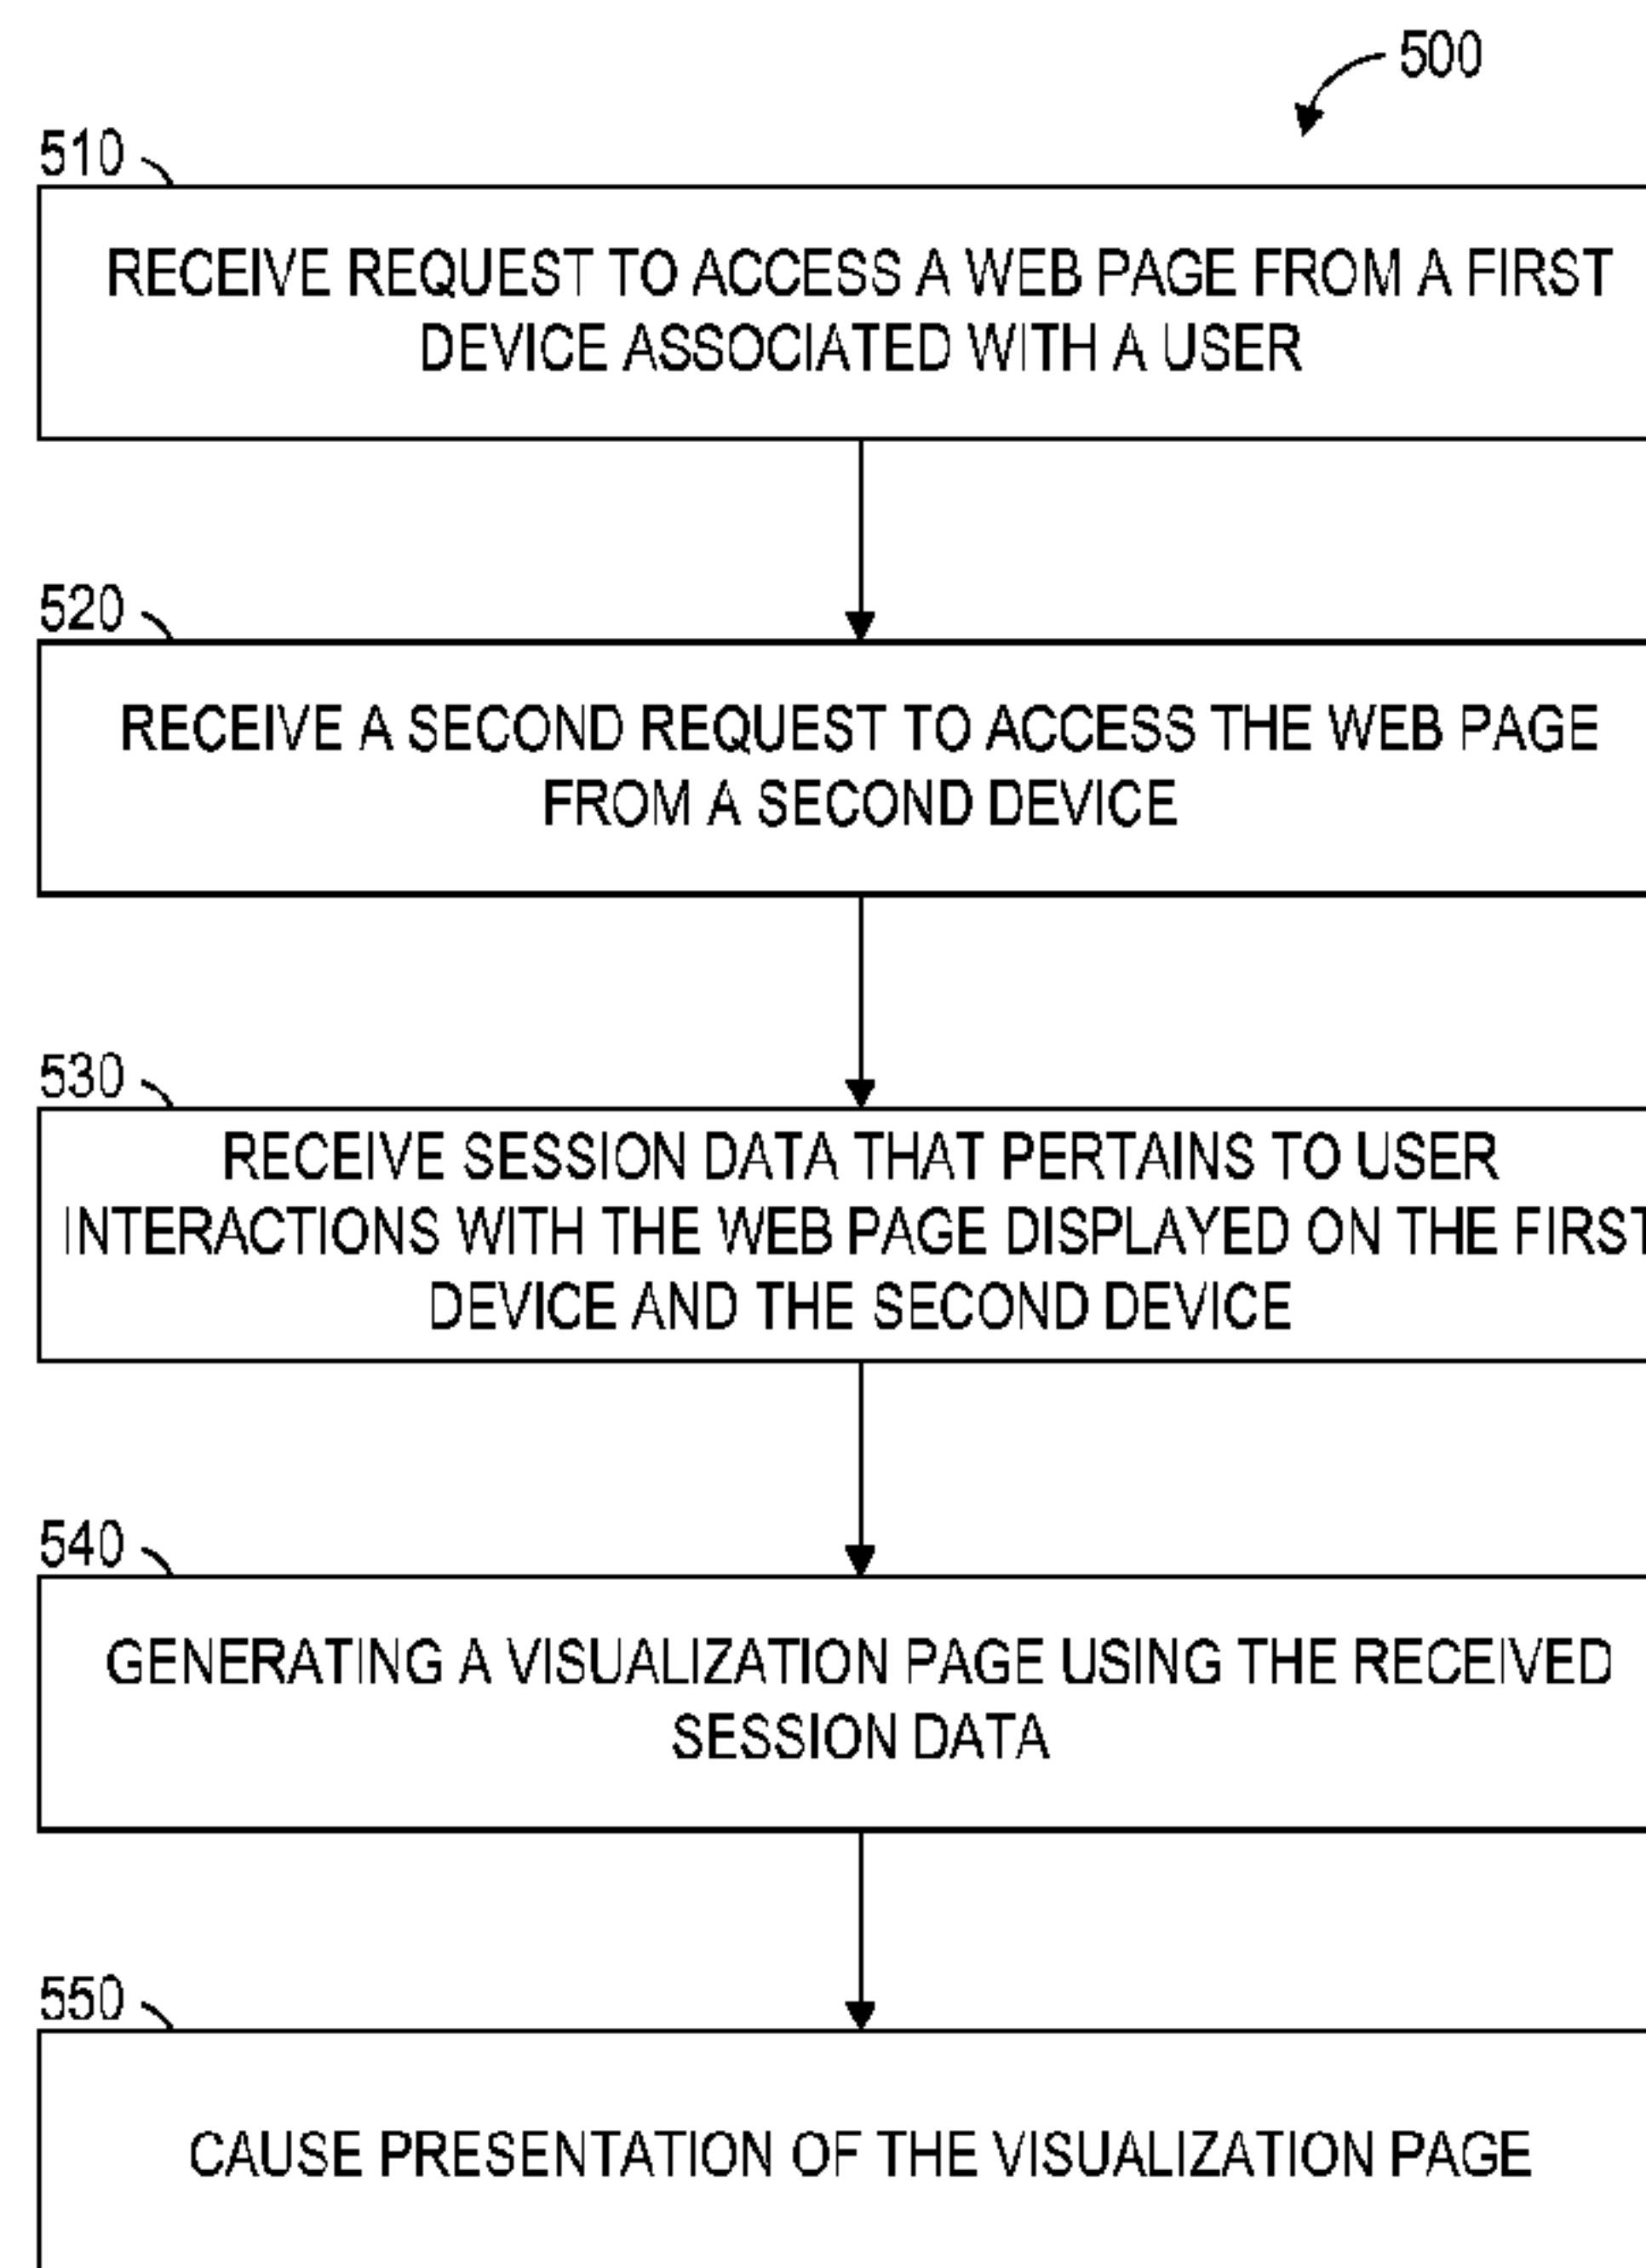 500
510
RECEIVE REQUEST TO ACCESS A WEB PAGE FROM A FIRST
DEVICE ASSOCIATED WITH A USER
520
RECEIVE A SECOND REQUEST TO ACCESS THE WEB PAGE
FROM A SECOND DEVICE
530
RECEIVE SESSION DATA THAT PERTAINS TO USER
INTERACTIONS WITH THE WEB PAGE DISPLAYED ON THE FIRST
DEVICE AND THE SECOND DEVICE
540
GENERATING A VISUALIZATION PAGE USING THE RECEIVED
SESSION DATA
550
CAUSE PRESENTATION OF THE VISUALIZATION PAGE